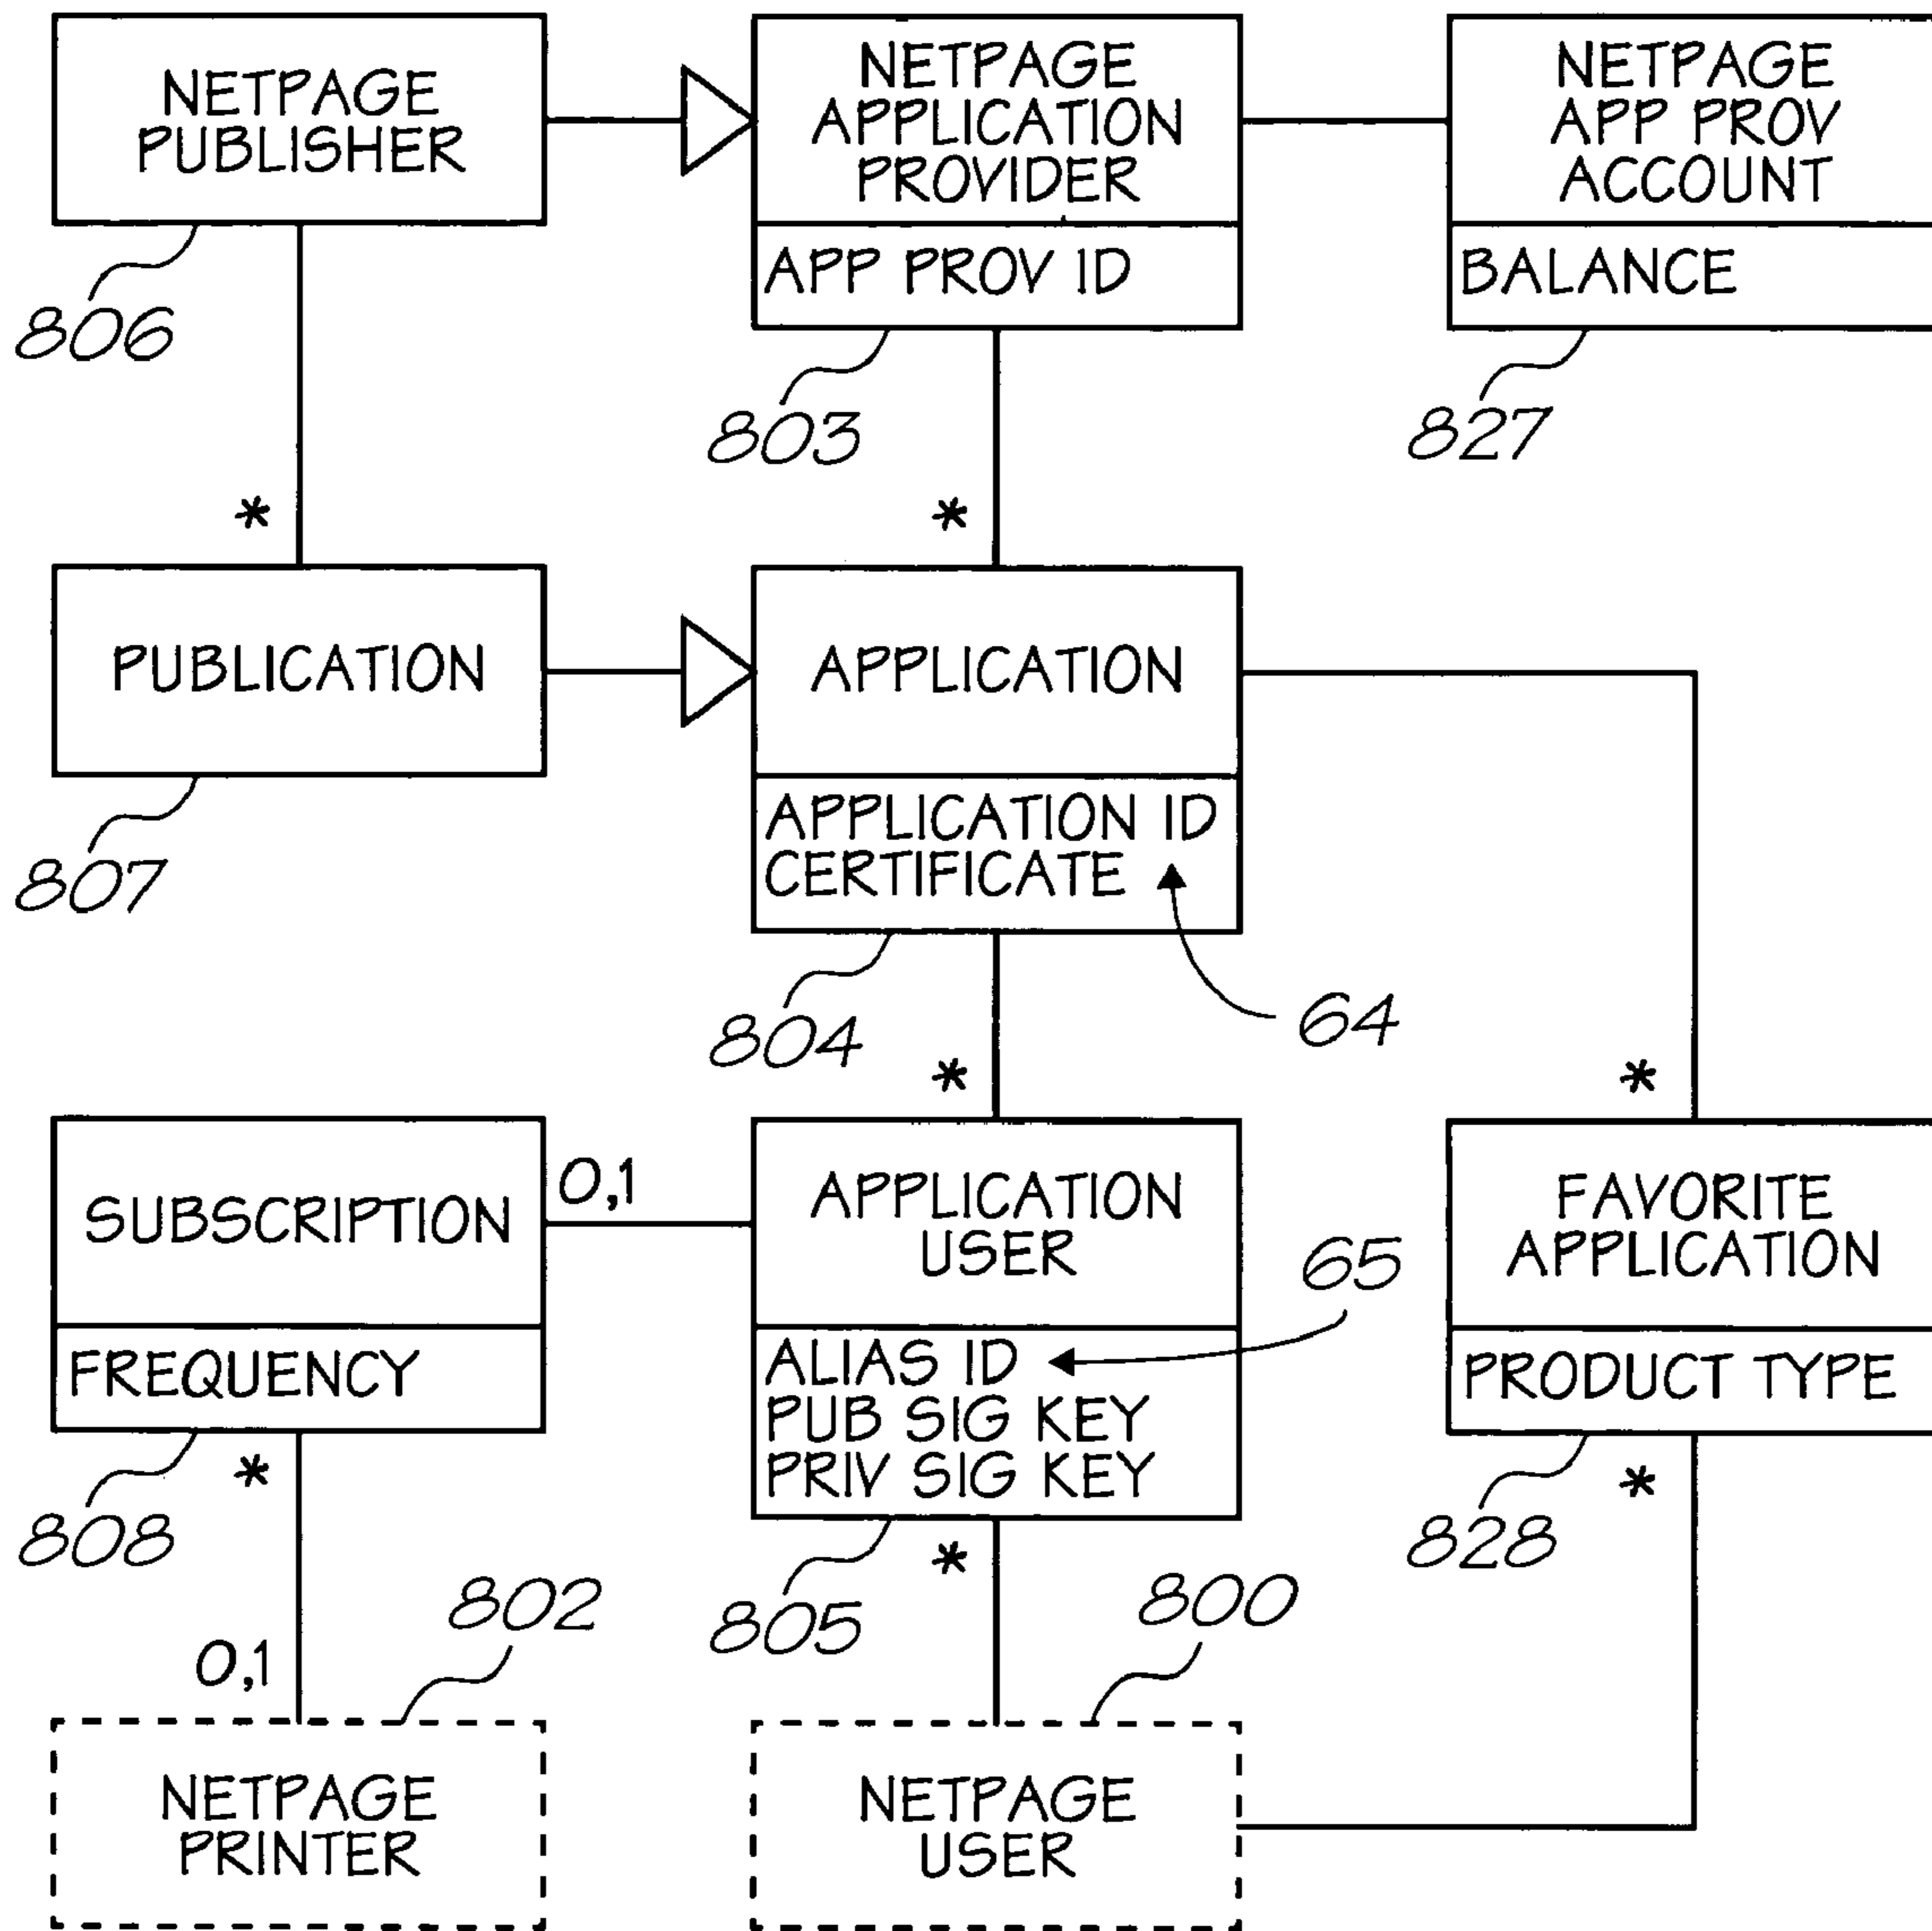 NETPAGE
PUBLISHER
806
NETPAGE
APPLICATION
PROVIDER
APP PROV ID
803
NETPAGE
APP PROV
ACCOUNT
BALANCE
827
*
*
PUBLICATION
807
APPLICATION
APPLICATION ID
CERTIFICATE
804
64
*
*
SUBSCRIPTION
FREQUENCY
808
0,1
APPLICATION
USER
ALIAS ID
PUB SIG KEY
PRIV SIG KEY
65
805
FAVORITE
APPLICATION
PRODUCT TYPE
828
*
*
*
0,1
802
800
NETPAGE
PRINTER
NETPAGE
USER